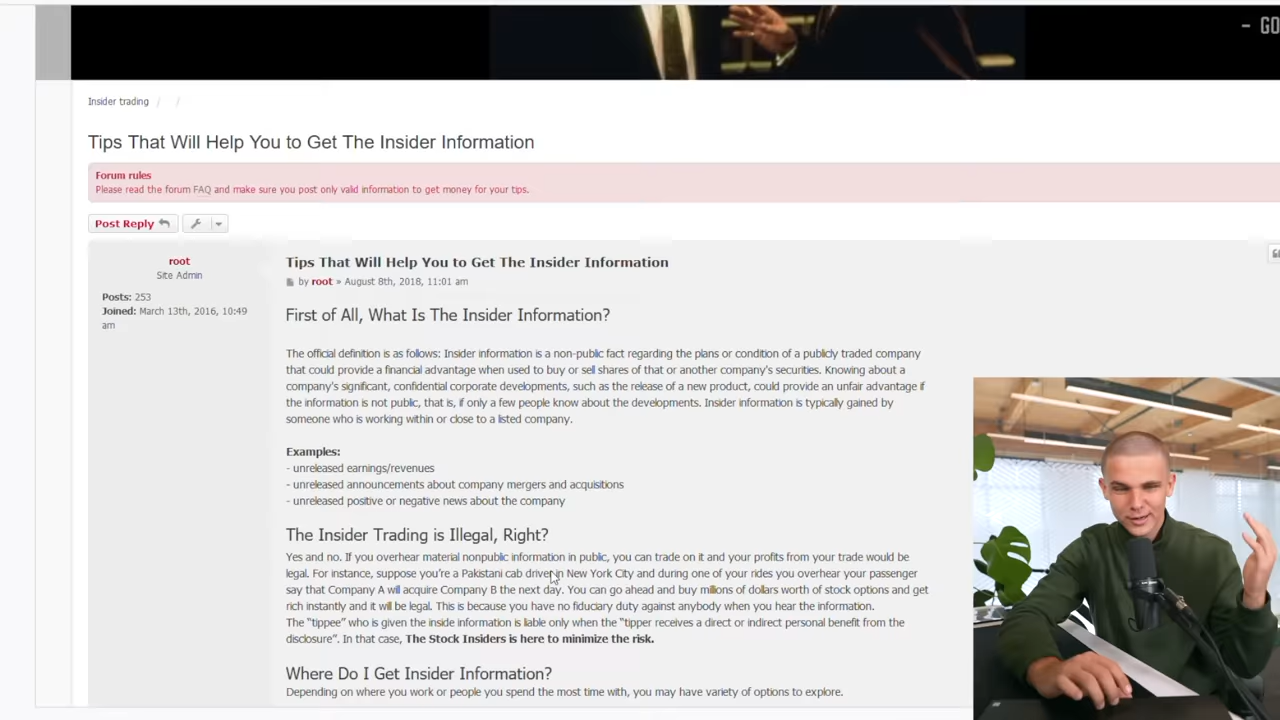 - GO
Insider trading / /
Tips That Will Help You to Get The Insider Information
Forum rules
Please read the forum FAQ and make sure you post only valid information to get money for your tips.
Post Reply
root
Site Admin
Posts: 253
Joined: March 13th, 2016, 10:49
am
Tips That Will Help You to Get The Insider Information
by root » August 8th, 2018, 11:01 am
First of All, What Is The Insider Information?
The official definition is as follows: Insider information is a non-public fact regarding the plans or condition of a publicly traded company
that could provide a financial advantage when used to buy or sell shares of that or another company's securities. Knowing about a
company's significant, confidential corporate developments, such as the release of a new product, could provide an unfair advantage if
the information is not public, that is, if only a few people know about the developments. Insider information is typically gained by
someone who is working within or close to a listed company.
Examples:
- unreleased earnings/revenues
- unreleased announcements about company mergers and acquisitions
- unreleased positive or negative news about the company
The Insider Trading is Illegal, Right?
Yes and no. If you overhear material nonpublic information in public, you can trade on it and your profits from your trade would be
legal. For instance, suppose you're a Pakistani cab driver in New York City and during one of your rides you overhear your passenger
say that Company A will acquire Company B the next day. You can go ahead and buy millions of dollars worth of stock options and get
rich instantly and it will be legal. This is because you have no fiduciary duty against anybody when you hear the information.
The "tippee" who is given the inside information is liable only when the "tipper receives a direct or indirect personal benefit from the
disclosure". In that case, The Stock Insiders is here to minimize the risk.
Where Do I Get Insider Information?
Depending on where you work or people you spend the most time with, you may have variety of options to explore.